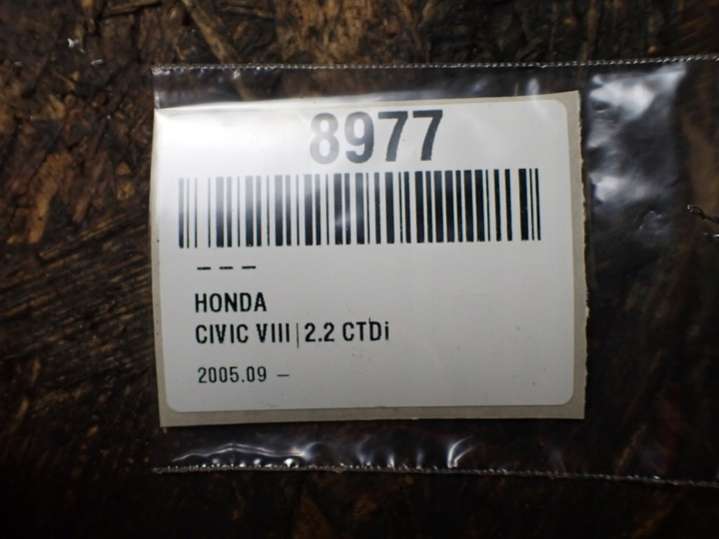 8977
---
HONDA
CIVIC VIII|2.2 CTDi
2005.09 –